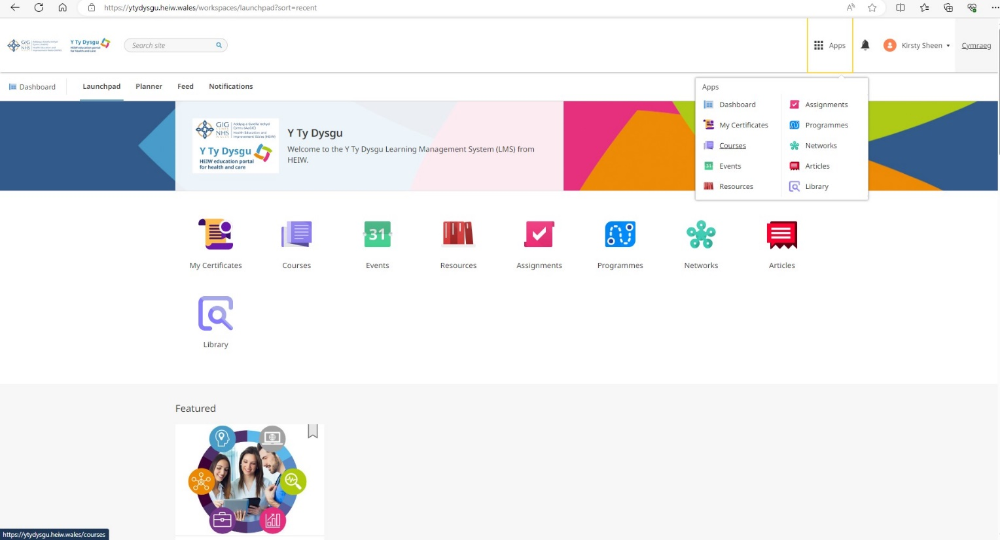 https://ytydysgu.heiw.wales/workspaces/launchpad?sort=recent
GIG
NHS
Y Ty Dysgu
HEIW education portal
for health and care
Search site
Apps
Kirsty Sheen
Cymraeg
Dashboard
Launchpad
Planner
Feed
Notifications
Apps
Dashboard
Assignments
My Certificates
Programmes
Courses
Networks
Events
Articles
Resources
Library
GIG
CYMRU
NHS
WALES
Addysg a Gwella Iechyd
Cymru (AaGIC)
Health Education and
Improvement Wales (HEIW)
Y Ty Dysgu
HEIW education portal
for health and care
Y Ty Dysgu
Welcome to the Y Ty Dysgu Learning Management System (LMS) from
HEIW.
31
My Certificates
Courses
Events
Resources
Assignments
Programmes
Networks
Articles
Library
Featured
https://ytydysgu.heiw.wales/courses